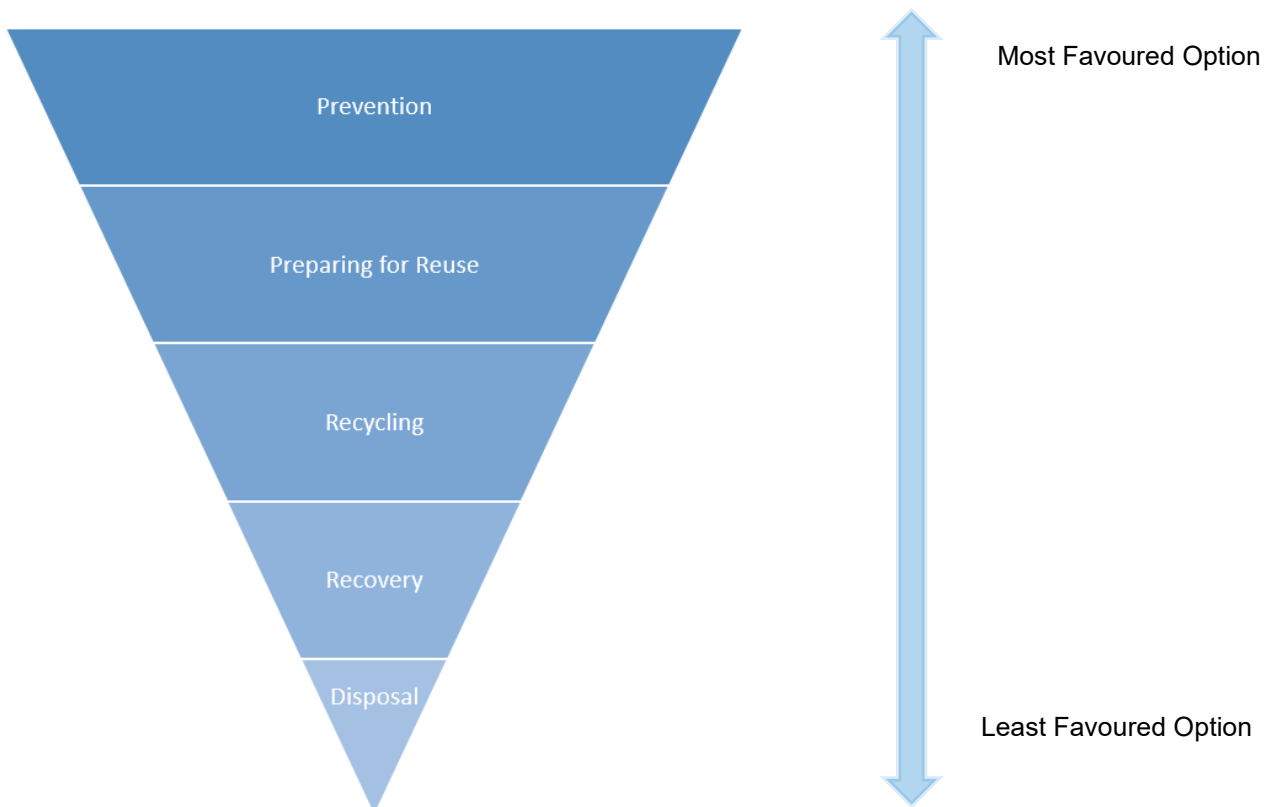 Most Favoured Option
Prevention
Preparing for Reuse
Recycling
Recovery
Disposal
Least Favoured Option